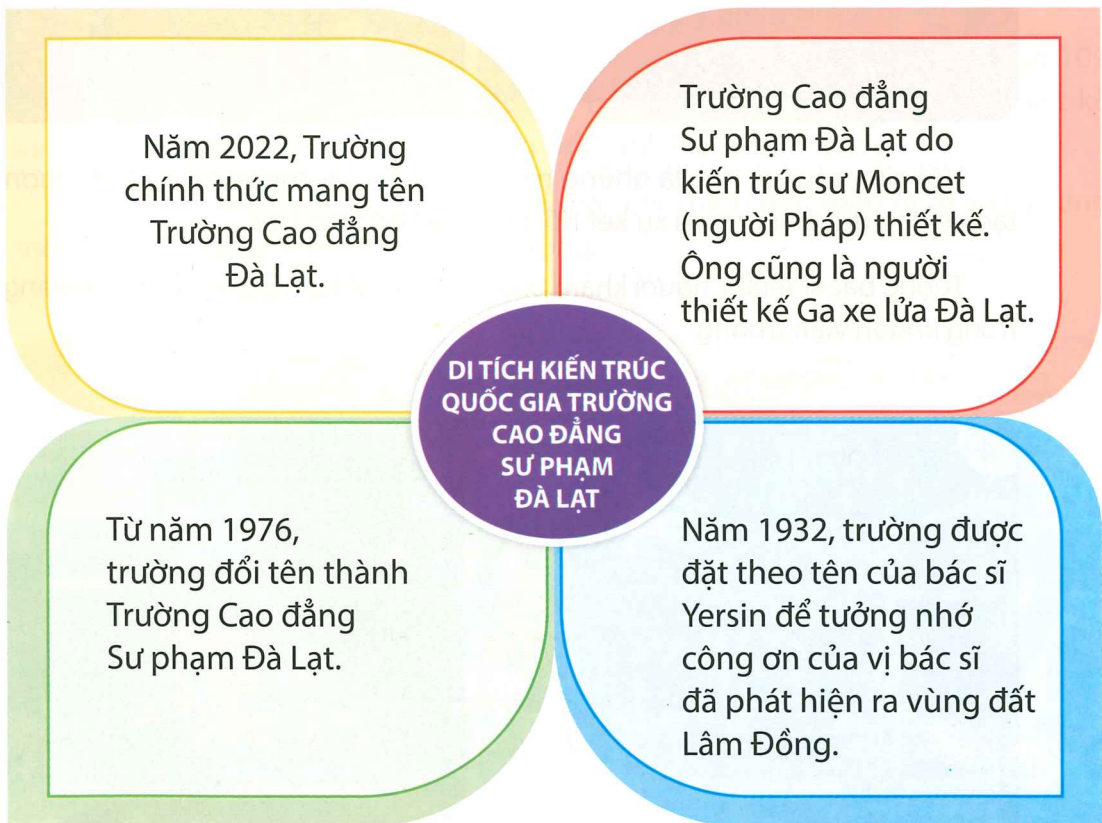 Năm 2022, Trường
chính thức mang tên
Trường Cao đẳng
Đà Lạt.
Trường Cao đẳng
Sư phạm Đà Lạt do
kiến trúc sư Moncet
(người Pháp) thiết kế.
Ông cũng là người
thiết kế Ga xe lửa Đà Lạt.
DI TÍCH KIẾN TRÚC
QUỐC GIA TRƯỜNG
CAO ĐẲNG
SƯ PHẠM
ĐÀ LẠT
Từ năm 1976,
trường đổi tên thành
Trường Cao đẳng
Sư phạm Đà Lạt.
Năm 1932, trường được
đặt theo tên của bác sĩ
Yersin để tưởng nhớ
công ơn của vị bác sĩ
đã phát hiện ra vùng đất
Lâm Đồng.